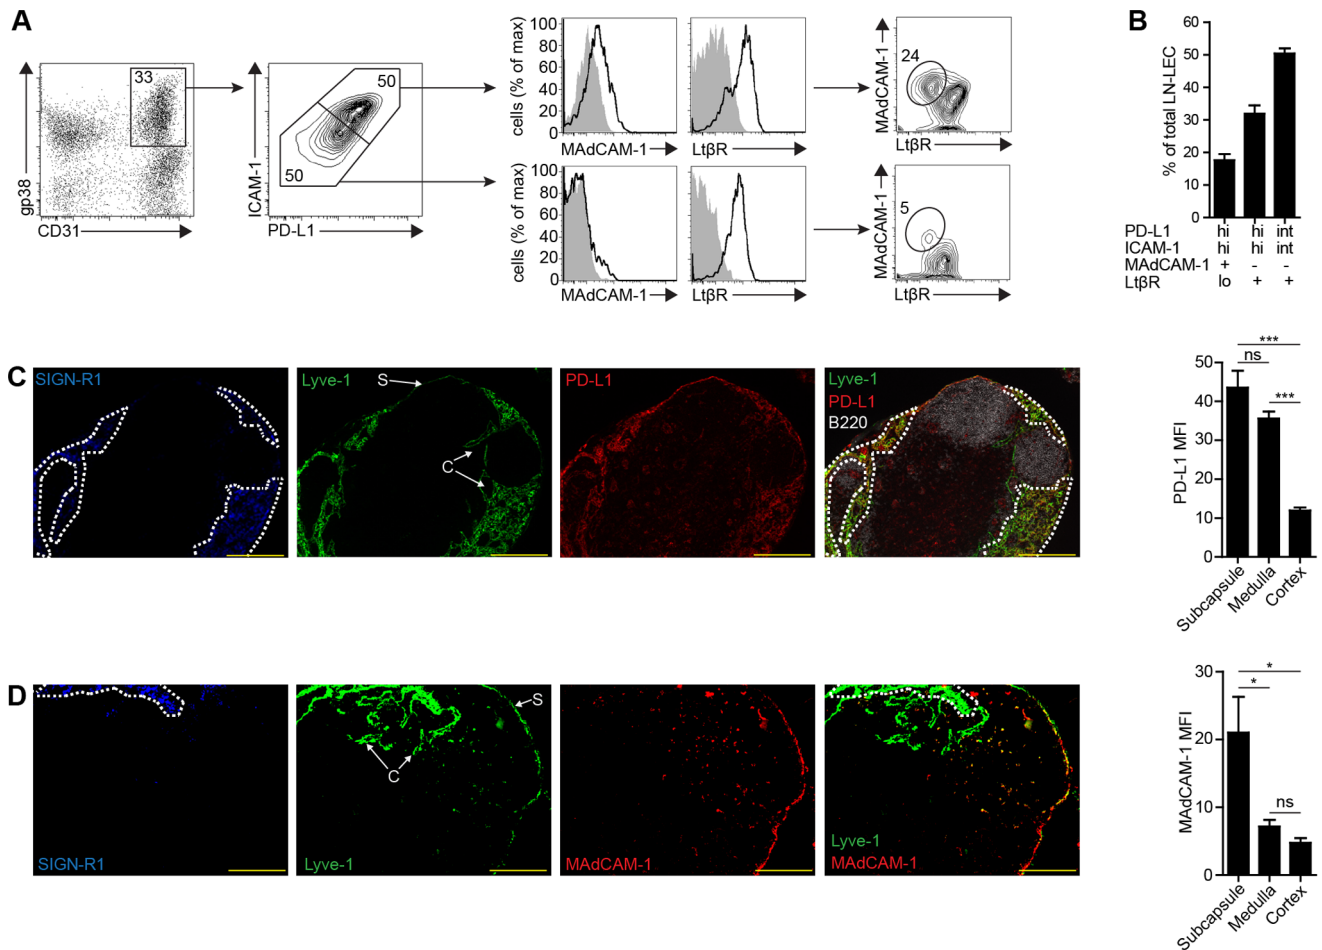 A
gp38
33
CD31
ICAM-1
50
50
PD-L1
cells (% of max)
100
80
60
40
20
0
MAdCAM-1
LtβR
MAdCAM-1
24
LtβR
cells (% of max)
100
80
60
40
20
0
MAdCAM-1
LtβR
MAdCAM-1
5
LtβR
B
% of total LN-LEC
60
50
40
30
20
10
0
PD-L1 hi hi int
ICAM-1 hi hi int
MAdCAM-1 + - -
LtβR lo + +
C
SIGN-R1
Lyve-1
S
C
PD-L1
Lyve-1
PD-L1
B220
PD-L1 MFI
50
40
30
20
10
0
***
ns
***
Subcapsule
Medulla
Cortex
D
SIGN-R1
Lyve-1
S
C
MAdCAM-1
Lyve-1
MAdCAM-1
MAdCAM-1 MFI
30
20
10
0
*
*
ns
Subcapsule
Medulla
Cortex